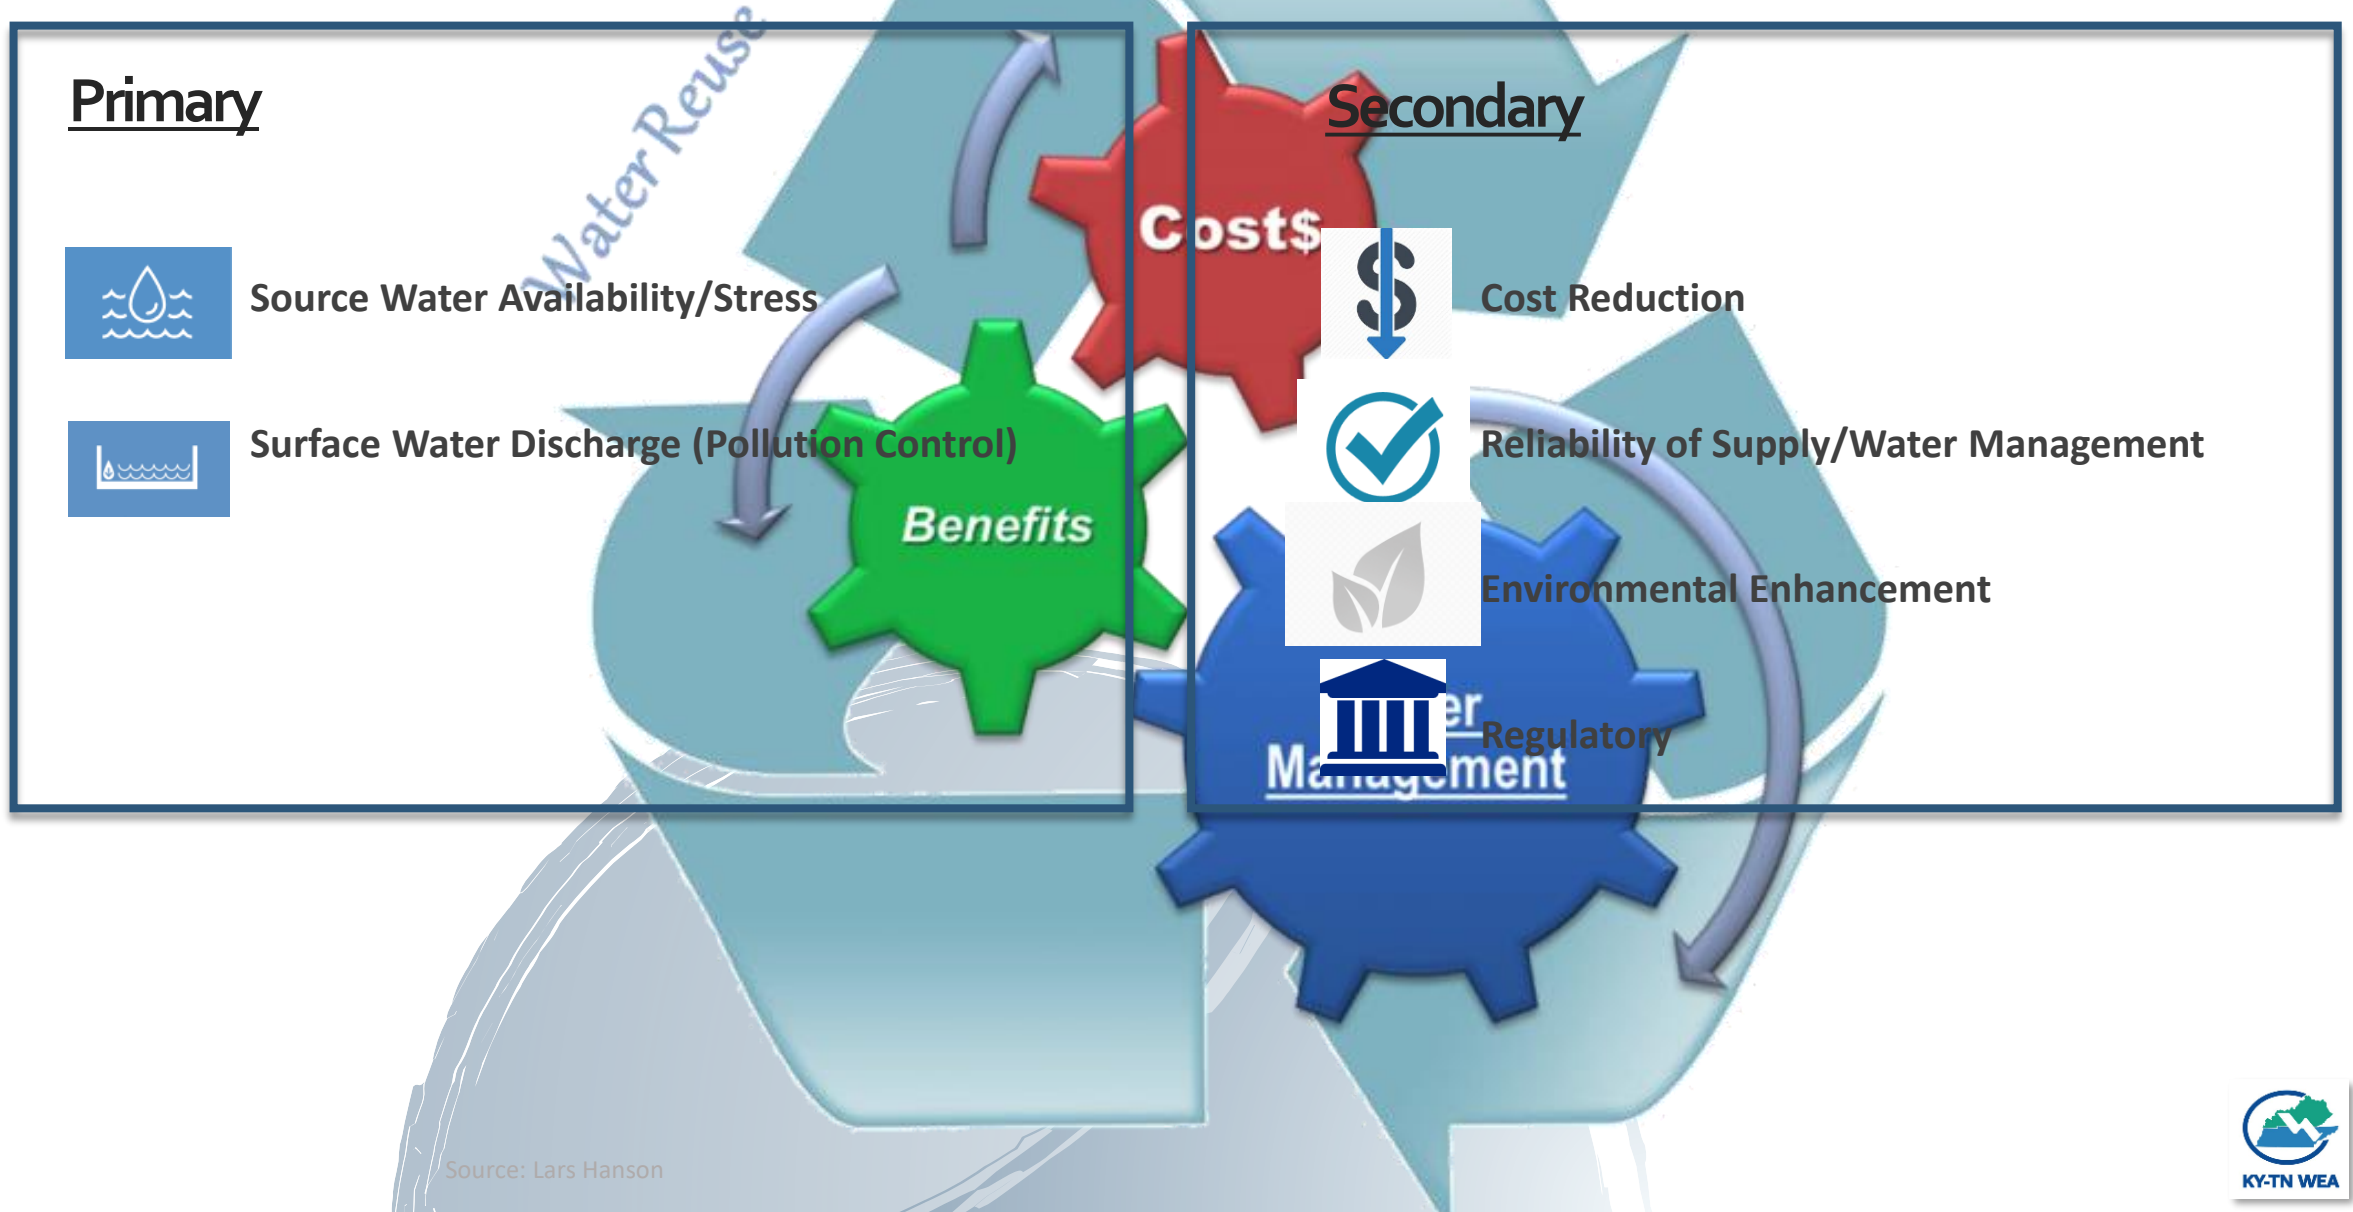 Water Reuse
Primary
Source Water Availability/Stress
Surface Water Discharge (Pollution Control)
Benefits
Cost$
Secondary
Cost Reduction
Reliability of Supply/Water Management
Environmental Enhancement
Regulatory
Management
Source: Lars Hanson
KY-TN WEA